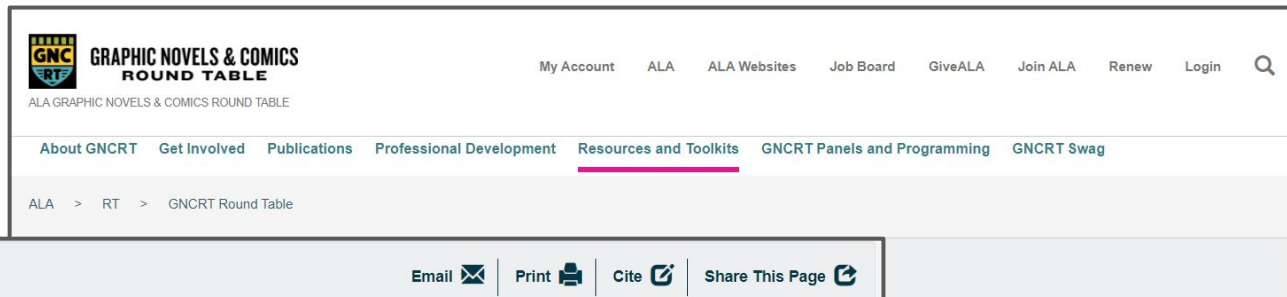 GNC
RT
GRAPHIC NOVELS & COMICS
ROUND TABLE
ALA GRAPHIC NOVELS & COMICS ROUND TABLE
My Account ALA ALA Websites Job Board GiveALA Join ALA Renew Login
About GNCRT Get Involved Publications Professional Development Resources and Toolkits GNCRT Panels and Programming GNCRT Swag
ALA > RT > GNCRT Round Table
Email Print Cite Share This Page